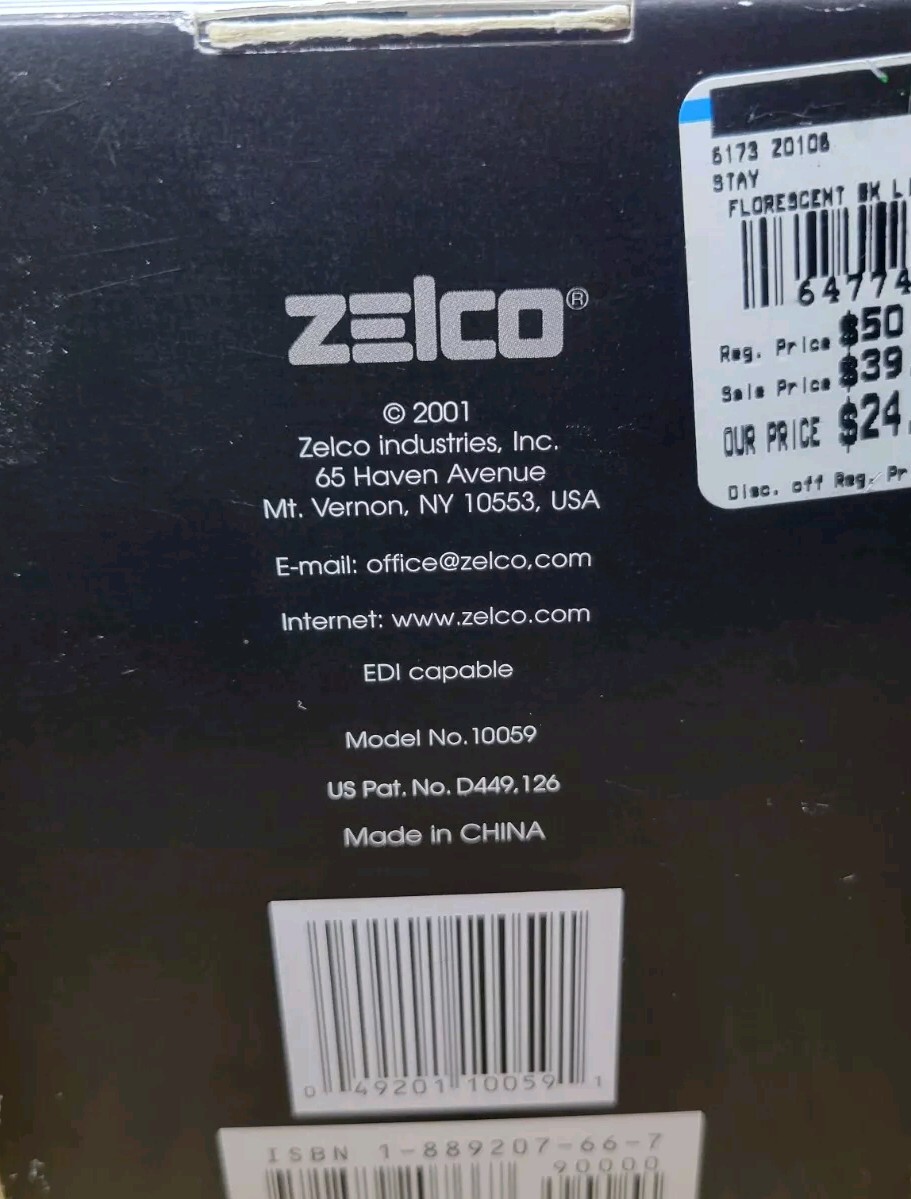 zelco®
© 2001
Zelco industries, Inc.
65 Haven Avenue
Mt. Vernon, NY 10553, USA
E-mail: office@zelco.com
Internet: www.zelco.com
EDI capable
Model No.10059
US Pat. No. D449,126
Made in CHINA
0 49201 10059 1
ISBN 1-889207-66-7
90000
6173 Z0106
STAY
FLORESCENT BK L
64774
Reg. Price $50
Sale Price $39
OUR PRICE $24.
Disc. off Reg. Pr